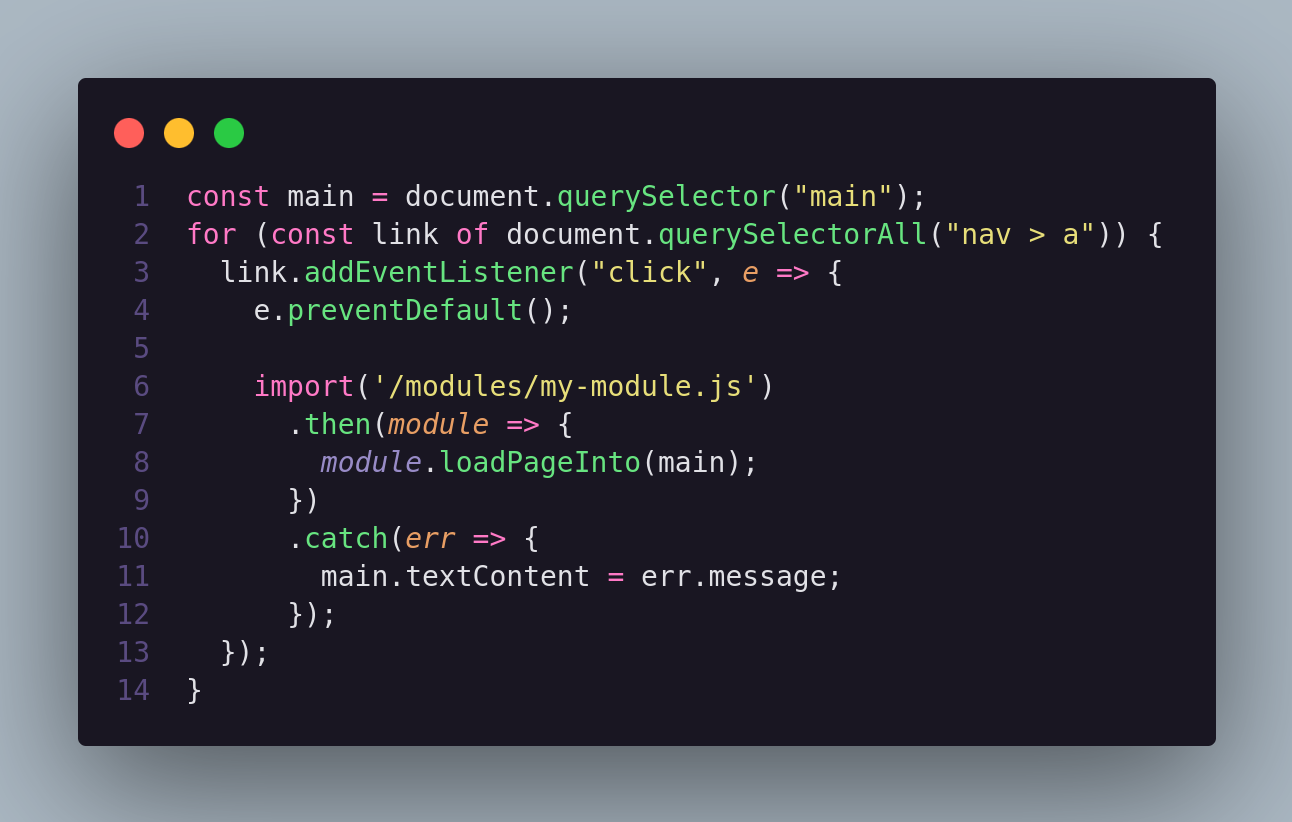 1 const main = document.querySelector("main");
2 for (const link of document.querySelectorAll("nav > a")) {
3   link.addEventListener("click", e => {
4     e.preventDefault();
5
6     import('/modules/my-module.js')
7       .then(module => {
8         module.loadPageInto(main);
9       })
10       .catch(err => {
11         main.textContent = err.message;
12       });
13   });
14 }